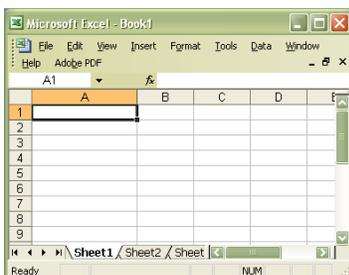 Microsoft Excel - Book1
File Edit View Insert Format Tools Data Window
Help Adobe PDF
A1 fx
A B C D E
1
2
3
4
5
6
7
8
9
Sheet1 Sheet2 Sheet
Ready NUM